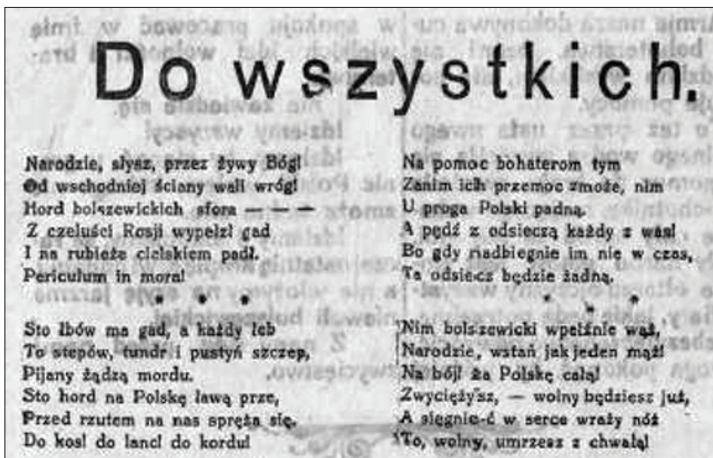 Do wszystkich.
Narodzie, słysz, przez żywy Bóg!
Od wschodniej ściany wali wróg!
Hord bolszewickich sfora — — —
Z czeluści Rosji wypełzł gad
I na rubieże cielskiem padł.
Periculum in mora!
* * *
Sto łbów ma gad, a każdy łeb
To stepów, tundr i pustyń szczep,
Pijany żądzą mordu.
Sto hord na Polskę ławą prze,
Przed rzutem na nas spręża się.
Do kos! do lanc! do kordu!
Na pomoc bohaterom tym
Zanim ich przemoc zmoże, nim
U proga Polski padną.
A pędź z odsieczą każdy z was!
Bo gdy nadbiegnie im nie w czas,
Ta odsiecz będzie żadną.
* * *
Nim bolszewicki wpełźnie wąż,
Narodzie, wstań jak jeden mąż!
Na bój! za Polskę całą!
Zwyciężysz, — wolny będziesz już,
A sięgnie-ć w serce wraży nóż
To, wolny, umrzesz z chwałą!